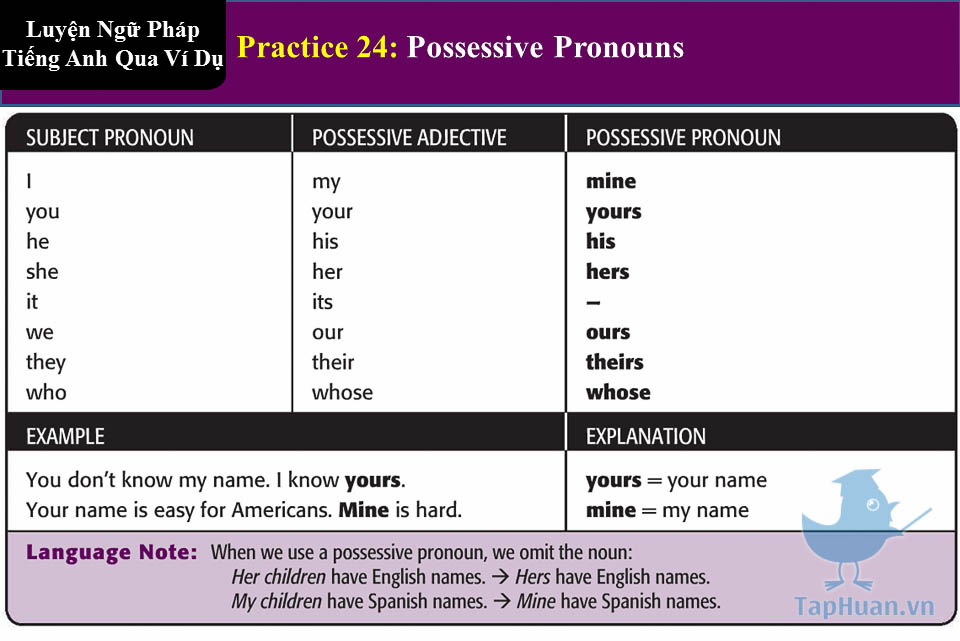 Luyện Ngữ Pháp
Tiếng Anh Qua Ví Dụ
Practice 24: Possessive Pronouns
SUBJECT PRONOUN POSSESSIVE ADJECTIVE POSSESSIVE PRONOUN
I my mine
you your yours
he his his
she her hers
it its –
we our ours
they their theirs
who whose whose
EXAMPLE EXPLANATION
You don't know my name. I know yours. yours = your name
Your name is easy for Americans. Mine is hard. mine = my name
Language Note: When we use a possessive pronoun, we omit the noun:
Her children have English names. → Hers have English names.
My children have Spanish names. → Mine have Spanish names.
TapHuan.vn